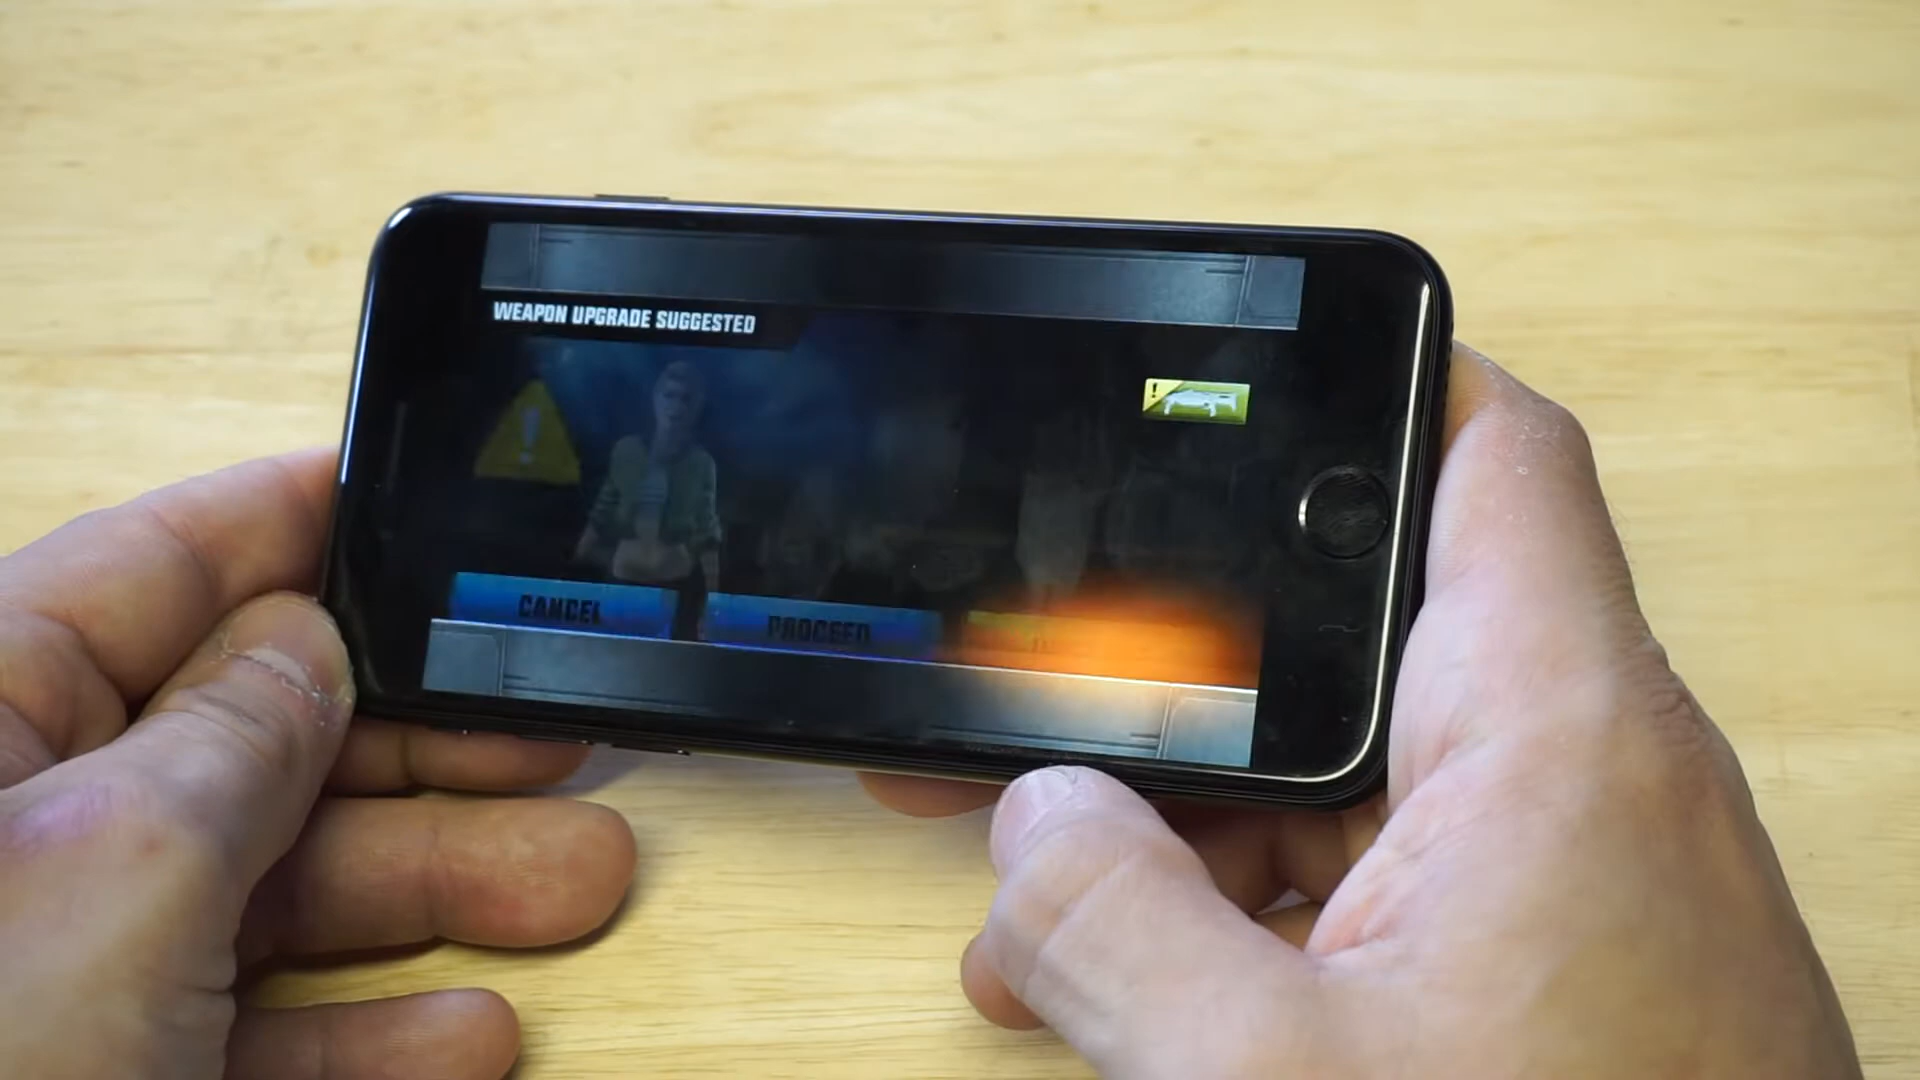 WEAPON UPGRADE SUGGESTED
!
!
CANCEL
PROCEED